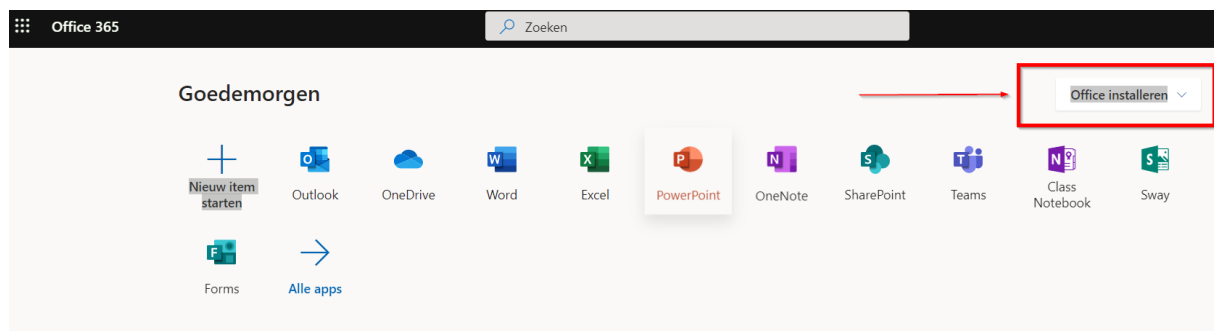 Office 365
Zoeken
Goedemorgen
Office installeren
Nieuw item
starten
Outlook
OneDrive
Word
Excel
PowerPoint
OneNote
SharePoint
Teams
Class
Notebook
Sway
Forms
Alle apps